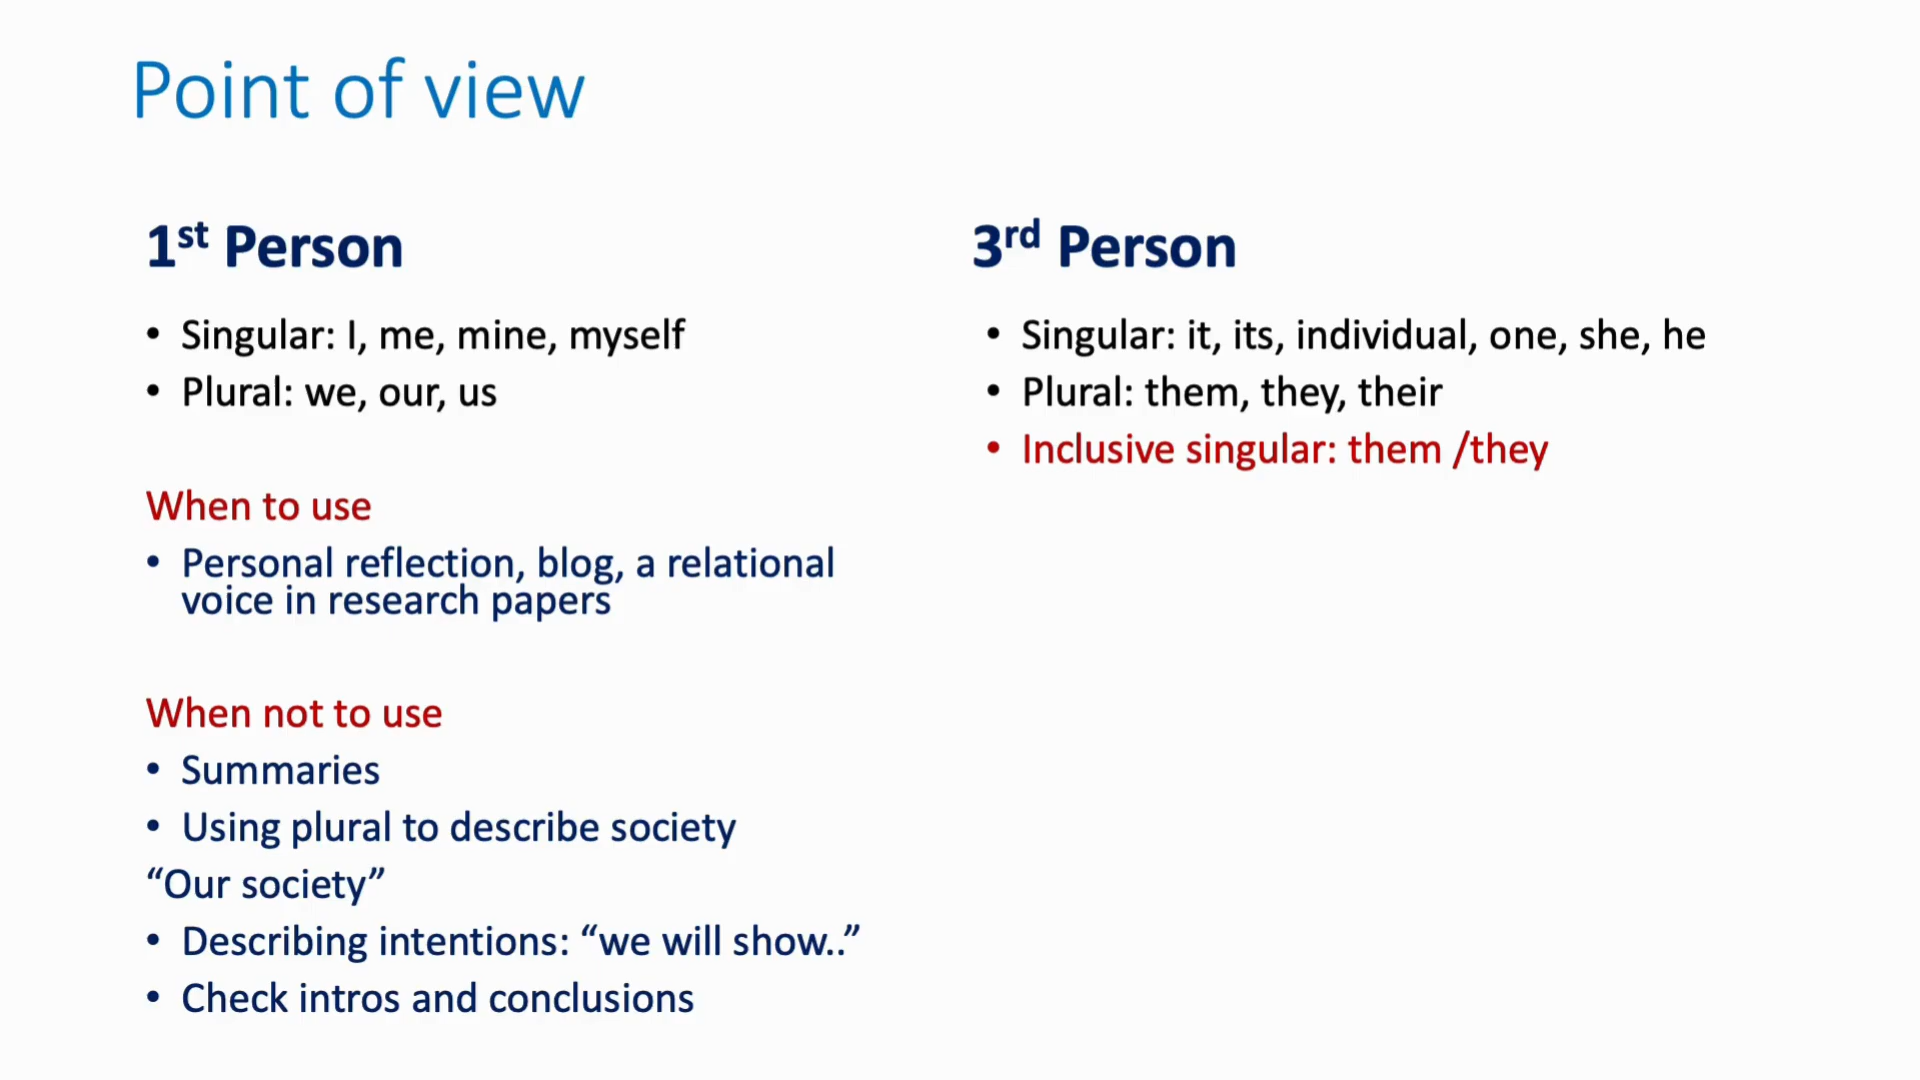 Point of view
1st Person
• Singular: I, me, mine, myself
• Plural: we, our, us
When to use
• Personal reflection, blog, a relational
voice in research papers
When not to use
• Summaries
• Using plural to describe society
“Our society”
• Describing intentions: “we will show..”
• Check intros and conclusions
3rd Person
• Singular: it, its, individual, one, she, he
• Plural: them, they, their
• Inclusive singular: them /they